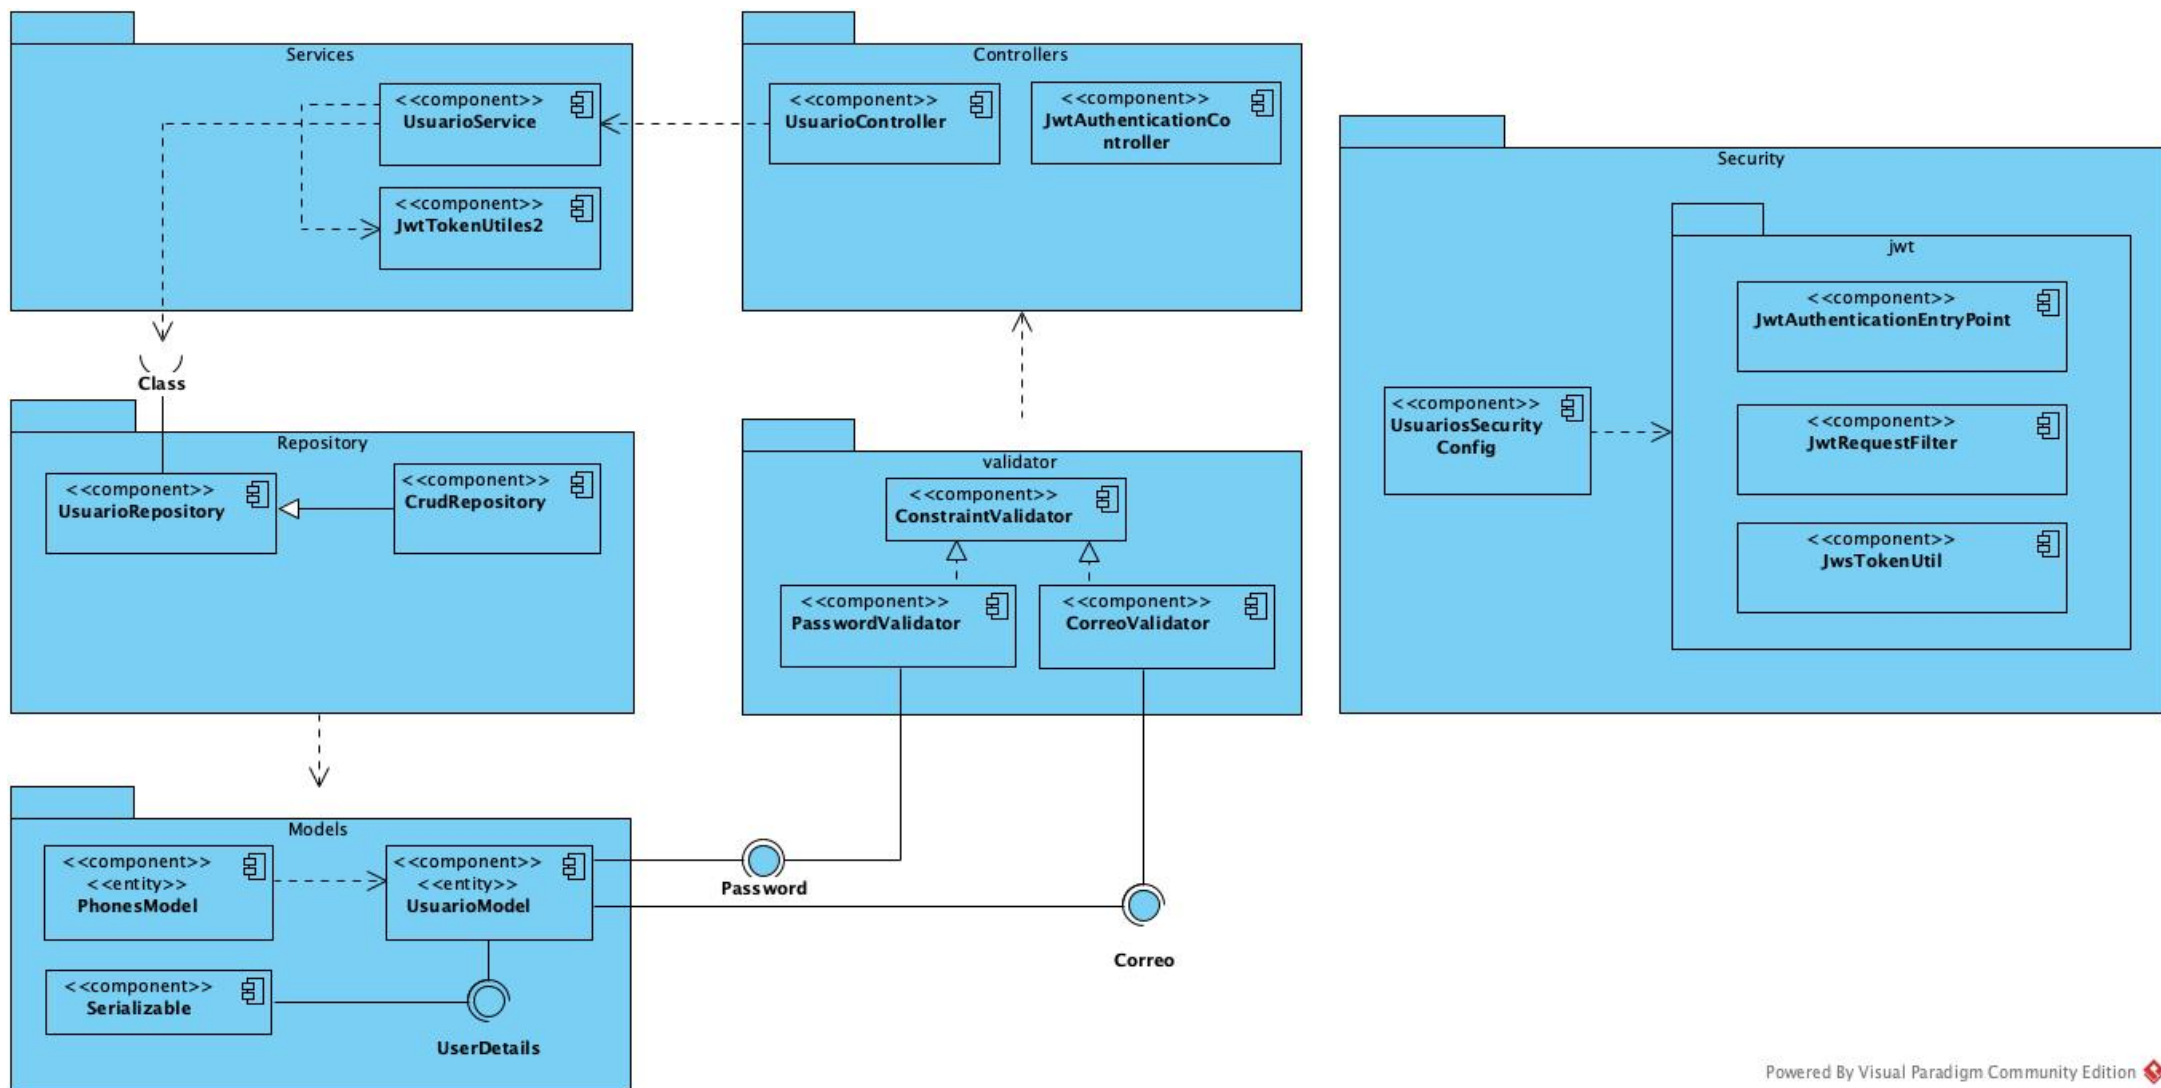 Services
<<component>>
UsuarioService
<<component>>
JwtTokenUtiles2
Controllers
<<component>>
UsuarioController
<<component>>
JwtAuthenticationCo
ntroller
Security
jwt
<<component>>
JwtAuthenticationEntryPoint
<<component>>
JwtRequestFilter
<<component>>
JwsTokenUtil
<<component>>
UsuariosSecurity
Config
Class
Repository
<<component>>
UsuarioRepository
<<component>>
CrudRepository
validator
<<component>>
ConstraintValidator
<<component>>
PasswordValidator
<<component>>
CorreoValidator
Models
<<component>>
<<entity>>
PhonesModel
<<component>>
<<entity>>
UsuarioModel
<<component>>
Serializable
UserDetails
Password
Correo
Powered By Visual Paradigm Community Edition